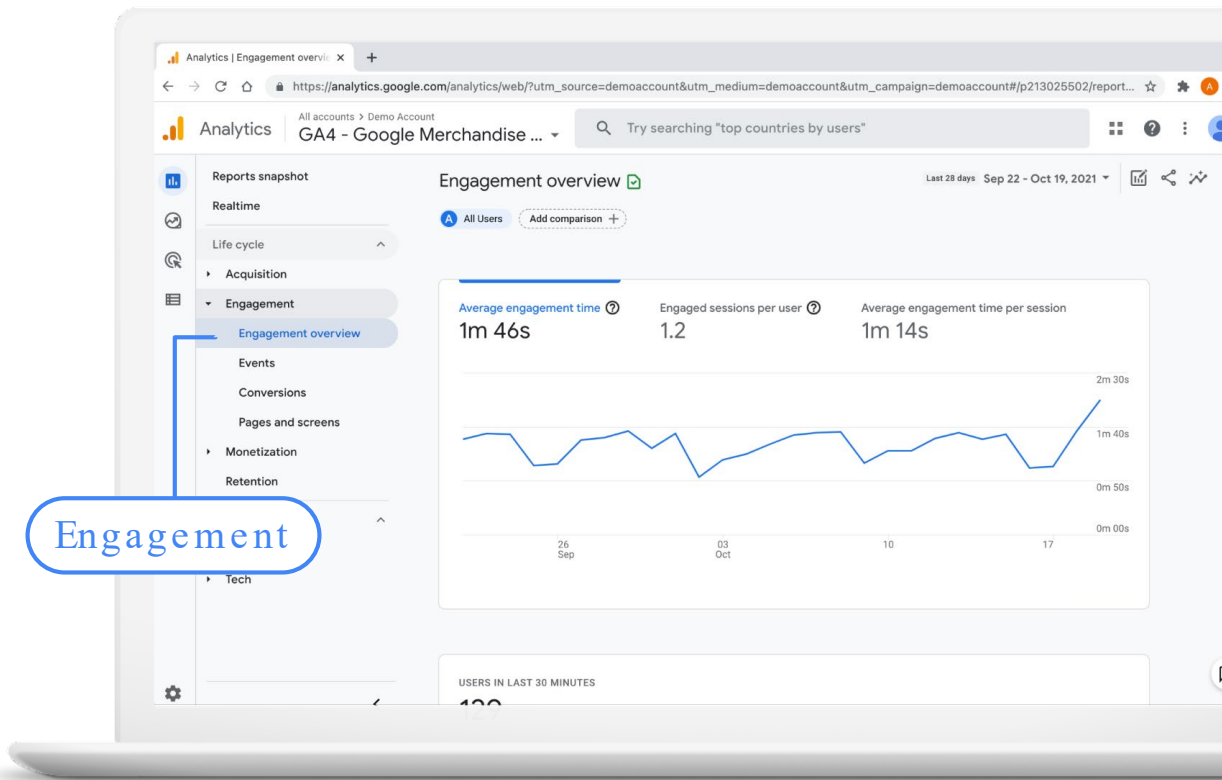 Analytics | Engagement overvie
https://analytics.google.com/analytics/web/?utm_source=demoaccount&utm_medium=demoaccount&utm_campaign=demoaccount#/p213025502/report...
A
Analytics
All accounts > Demo Account
GA4 - Google Merchandise ...
Try searching "top countries by users"
Reports snapshot
Realtime
Life cycle
Acquisition
Engagement
Engagement overview
Events
Conversions
Pages and screens
Monetization
Retention
Tech
Engagement
Engagement overview
Last 28 days Sep 22 - Oct 19, 2021
A All Users
Add comparison +
Average engagement time
1m 46s
Engaged sessions per user
1.2
Average engagement time per session
1m 14s
2m 30s
1m 40s
0m 50s
0m 00s
26
Sep
03
Oct
10
17
USERS IN LAST 30 MINUTES